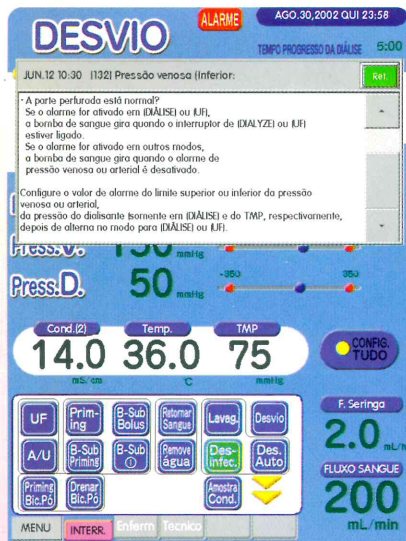 ALARME
AGO.30,2002 QUI 23:58
DESVIO
TEMPO PROGRESSO DA DIÁLISE 5:00
JUN.12 10:30 (132) Pressão venosa (Inferior:
Ret.
· A parte perfurada está normal?
Se o alarme for ativado em (DIÁLISE) ou (UF),
a bomba de sangue gira quando o interruptor de (DIALYZE) ou (UF)
estiver ligado.
Se o alarme for ativado em outros modos,
a bomba de sangue gira quando o alarme de
pressão venosa ou arterial é desativado.
Configure o valor de alarme do limite superior ou inferior da pressão
venosa ou arterial,
da pressão do dialisante (somente em (DIÁLISE) e do TMP, respectivamente,
depois de alterna no modo para (DIÁLISE) ou (UF).
Press.V. 150 mmHg
Press.D. 50 mmHg -350 350
Cond.(2) Temp. TMP
14.0 36.0 75
mS/cm °C mmHg
CONFIG.
TUDO
UF
Prim-
ing
B-Sub
Bolus
Retornar
Sangue
Lavag.
Desvio
A/U
B-Sub
Priming
B-Sub
Remove
água
Des-
infec.
Des.
Auto
Priming
Bic.Pó
Drenar
Bic.Pó
Amostra
Cond.
F. Seringa
2.0 mL/h
FLUXO SANGUE
200
mL/min
MENU INTERR. Enferm Tecnico